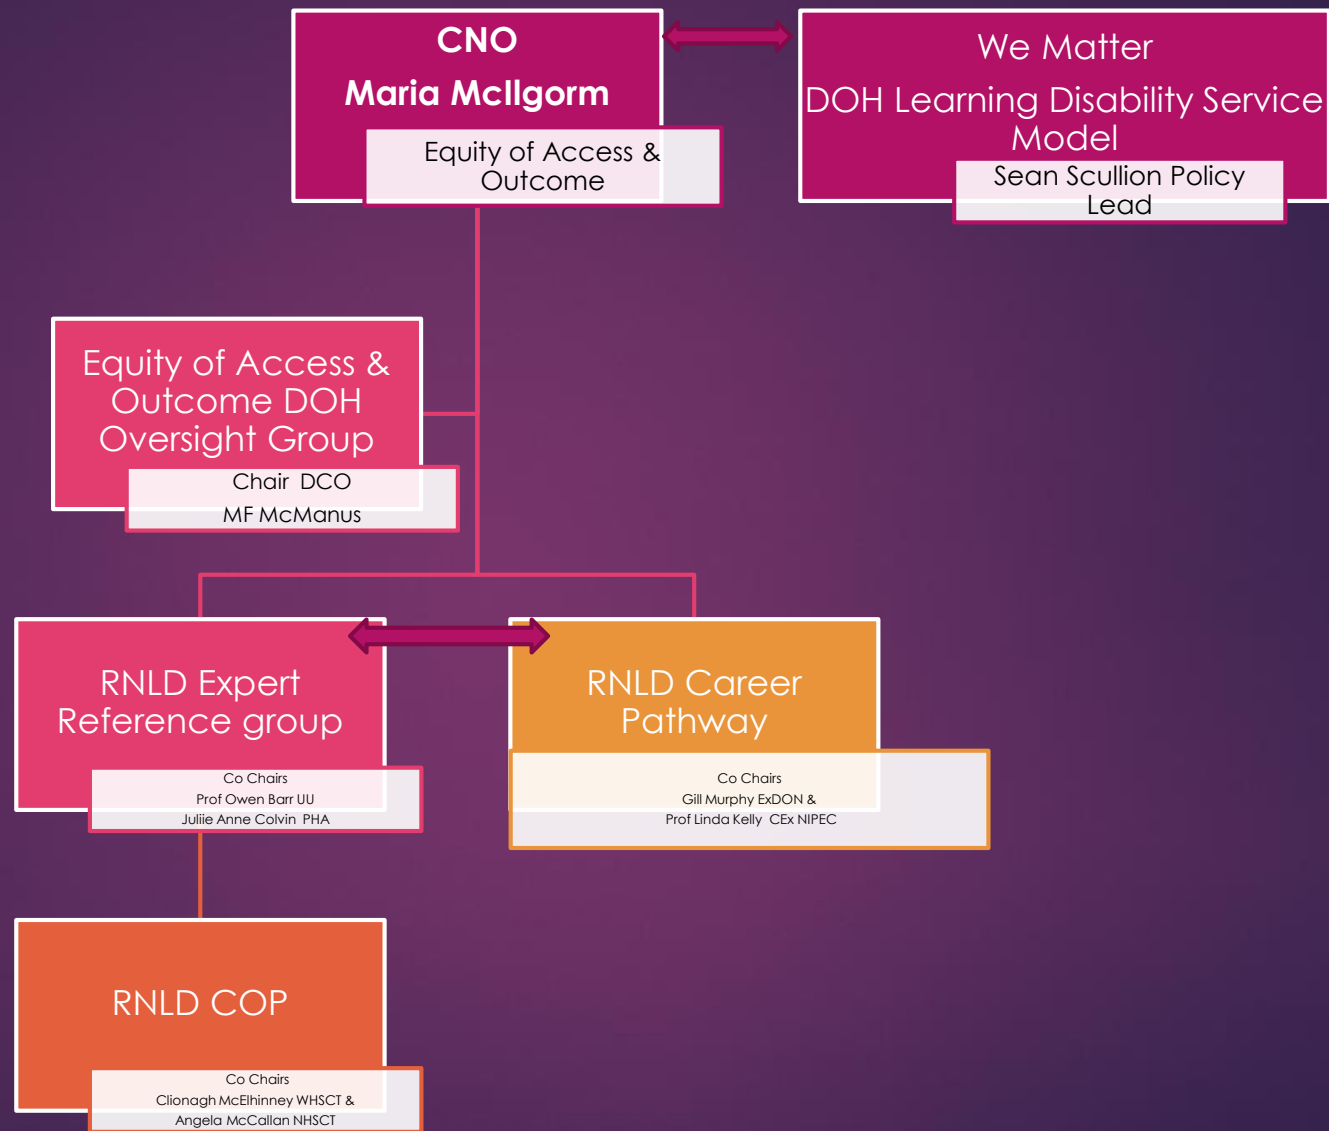 CNO
Maria McIlgorm
Equity of Access &
Outcome
We Matter
DOH Learning Disability Service
Model
Sean Scullion Policy
Lead
Equity of Access &
Outcome DOH
Oversight Group
Chair DCO
MF McManus
RNLD Expert
Reference group
Co Chairs
Prof Owen Barr UU
Juliie Anne Colvin PHA
RNLD Career
Pathway
Co Chairs
Gill Murphy ExDON &
Prof Linda Kelly CEx NIPEC
RNLD COP
Co Chairs
Clionagh McElhinney WHSCT &
Angela McCallan NHSCT